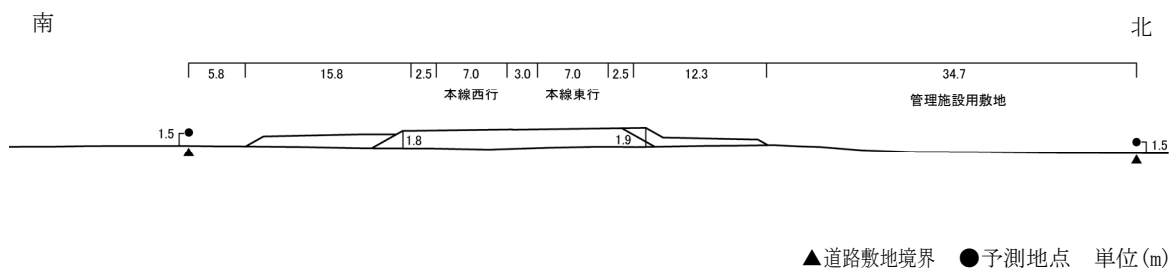 南
北
5.8 15.8 2.5 7.0 3.0 7.0 2.5 12.3 34.7
本線西行 本線東行 管理施設用敷地
1.5 1.8 1.9 1.5
▲道路敷地境界 ●予測地点 単位(m)